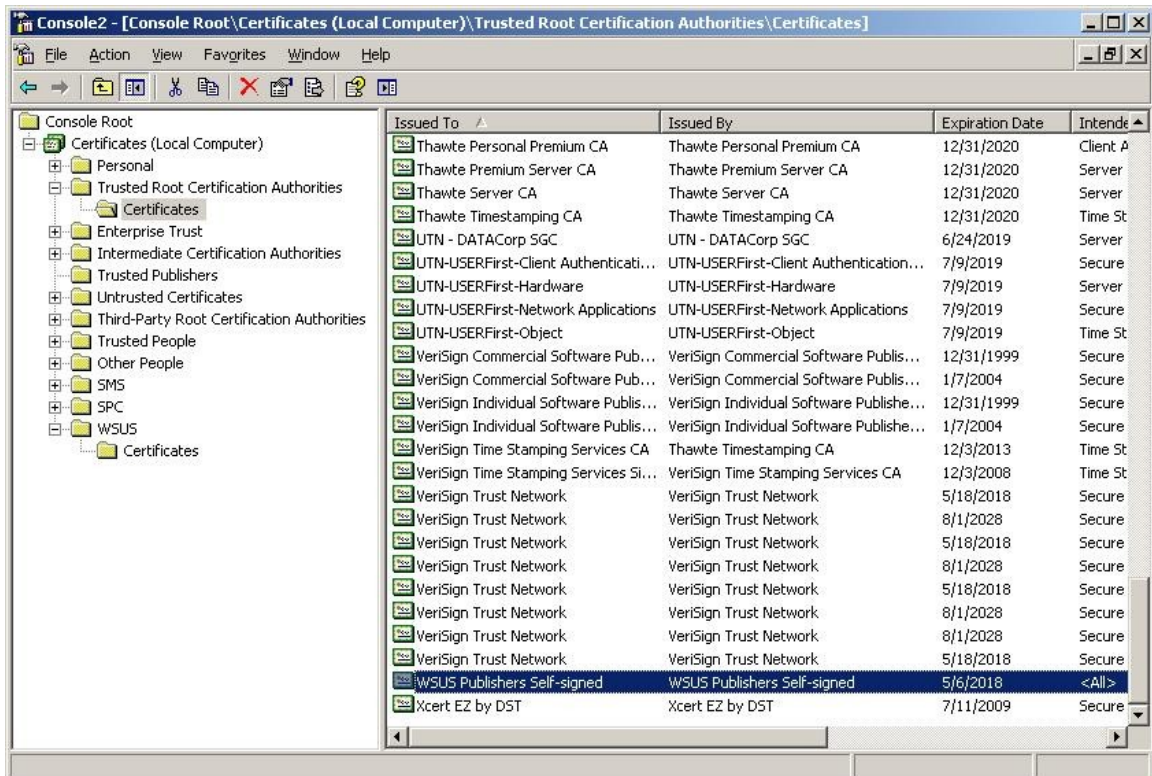 Console2 - [Console Root\Certificates (Local Computer)\Trusted Root Certification Authorities\Certificates]
File Action View Favorites Window Help
Console Root
Certificates (Local Computer)
Personal
Trusted Root Certification Authorities
Certificates
Enterprise Trust
Intermediate Certification Authorities
Trusted Publishers
Untrusted Certificates
Third-Party Root Certification Authorities
Trusted People
Other People
SMS
SPC
WSUS
Certificates
Issued To Issued By Expiration Date Intende
Thawte Personal Premium CA Thawte Personal Premium CA 12/31/2020 Client A
Thawte Premium Server CA Thawte Premium Server CA 12/31/2020 Server
Thawte Server CA Thawte Server CA 12/31/2020 Server
Thawte Timestamping CA Thawte Timestamping CA 12/31/2020 Time St
UTN - DATACorp SGC UTN - DATACorp SGC 6/24/2019 Server
UTN-USERFirst-Client Authenticati... UTN-USERFirst-Client Authentication... 7/9/2019 Secure
UTN-USERFirst-Hardware UTN-USERFirst-Hardware 7/9/2019 Server
UTN-USERFirst-Network Applications UTN-USERFirst-Network Applications 7/9/2019 Secure
UTN-USERFirst-Object UTN-USERFirst-Object 7/9/2019 Time St
VeriSign Commercial Software Pub... VeriSign Commercial Software Publis... 12/31/1999 Secure
VeriSign Commercial Software Pub... VeriSign Commercial Software Publis... 1/7/2004 Secure
VeriSign Individual Software Publis... VeriSign Individual Software Publishe... 12/31/1999 Secure
VeriSign Individual Software Publis... VeriSign Individual Software Publishe... 1/7/2004 Secure
VeriSign Time Stamping Services CA Thawte Timestamping CA 12/3/2013 Time St
VeriSign Time Stamping Services Si... VeriSign Time Stamping Services CA 12/3/2008 Time St
VeriSign Trust Network VeriSign Trust Network 5/18/2018 Secure
VeriSign Trust Network VeriSign Trust Network 8/1/2028 Secure
VeriSign Trust Network VeriSign Trust Network 5/18/2018 Secure
VeriSign Trust Network VeriSign Trust Network 8/1/2028 Secure
VeriSign Trust Network VeriSign Trust Network 5/18/2018 Secure
VeriSign Trust Network VeriSign Trust Network 8/1/2028 Secure
VeriSign Trust Network VeriSign Trust Network 8/1/2028 Secure
VeriSign Trust Network VeriSign Trust Network 5/18/2018 Secure
WSUS Publishers Self-signed WSUS Publishers Self-signed 5/6/2018 <All>
Xcert EZ by DST Xcert EZ by DST 7/11/2009 Secure